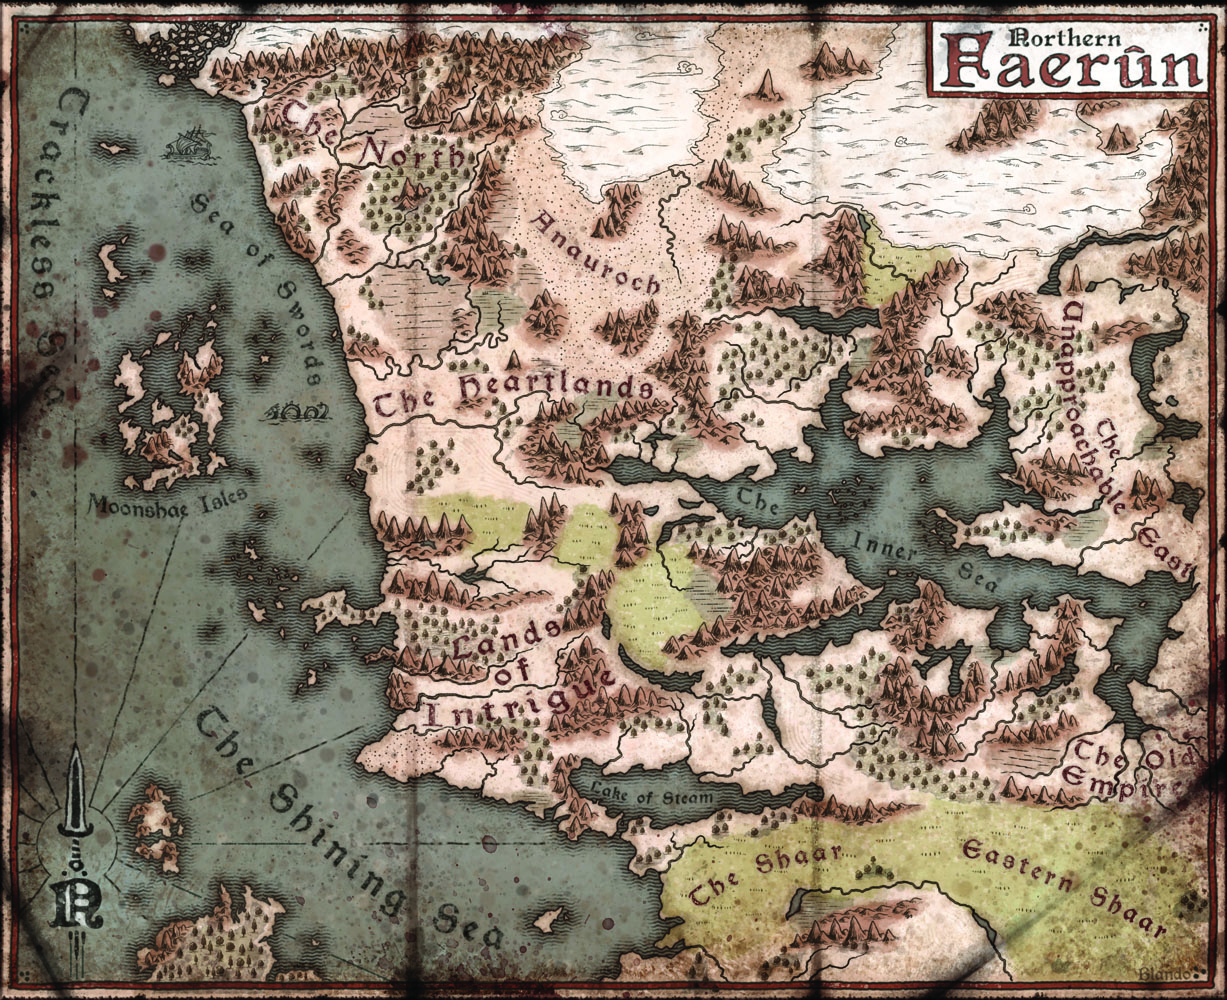 Northern
Faerûn
The
North
Trackless Sea
Sea of Swords
Anauroch
The Heartlands
The
Unapproachable
East
Moonshae Isles
The
Inner
Sea
Lands
of
Intrigue
The Shining Sea
Lake of Steam
The Old
Empires
The Shaar
Eastern Shaar
N
Blando